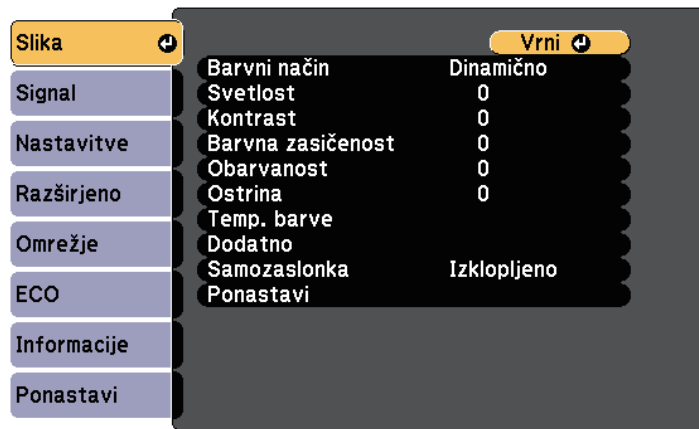 Slika
Signal
Nastavitve
Razširjeno
Omrežje
ECO
Informacije
Ponastavi
Vrni
Barvni način Dinamično
Svetlost 0
Kontrast 0
Barvna zasičenost 0
Obarvanost 0
Ostrina 0
Temp. barve
Dodatno
Samozaslonka Izklopljeno
Ponastavi